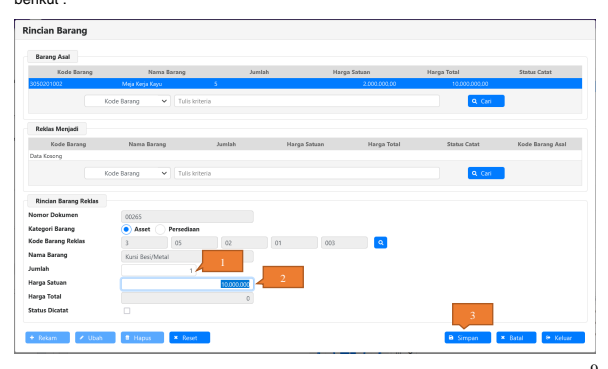 berikut :
Rincian Barang
Barang Asal
Kode Barang Nama Barang Jumlah Harga Satuan Harga Total Status Catat
3050201002 Meja Kerja Kayu 5 2,000,000,00 10,000,000,00
Kode Barang Tulis kriteria Cari
Reklas Menjadi
Kode Barang Nama Barang Jumlah Harga Satuan Harga Total Status Catat Kode Barang Asal
Data Kosong
Kode Barang Tulis kriteria Cari
Rincian Barang Reklas
Nomor Dokumen 00265
Kategori Barang Asset Persediaan
Kode Barang Reklas 3 05 02 01 003
Nama Barang Kursi Besi/Metal
1
Jumlah 1
Harga Satuan 10.000.000
2
Harga Total 0
Status Dicatat
3
+ Rekam Ubah Hapus × Reset Simpan × Batal Keluar
9